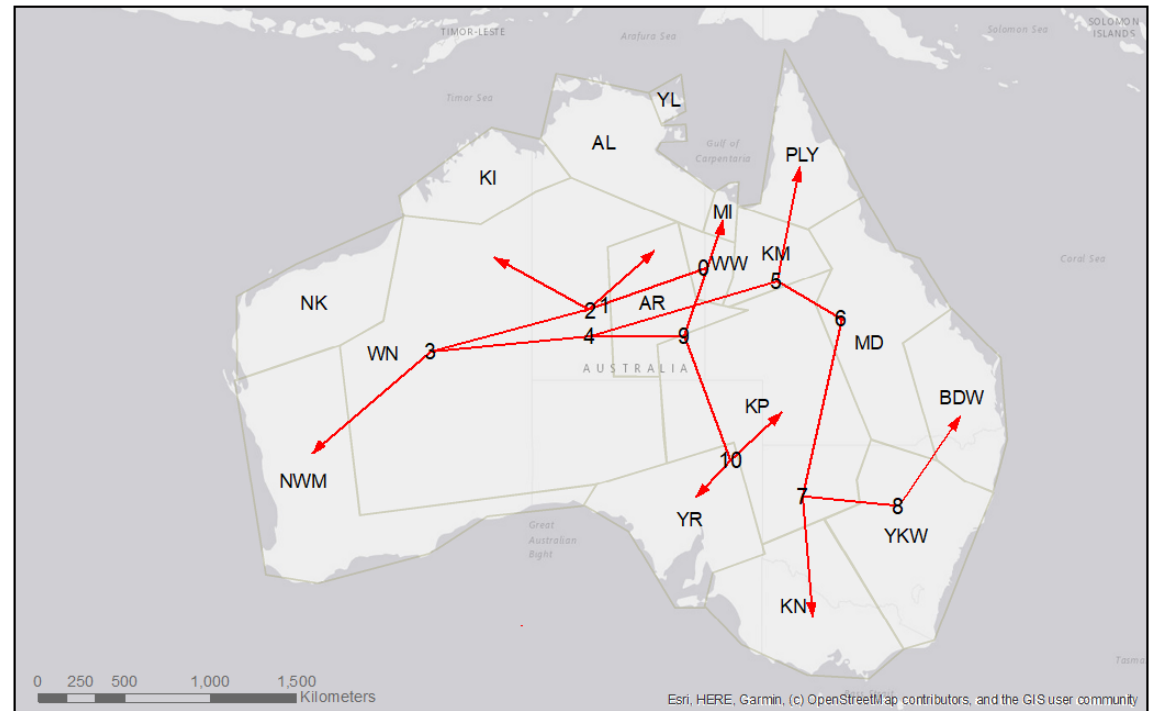 TIMOR-LESTE
Arafura Sea
Solomon Sea
SOLOMON
ISLANDS
Timor Sea
YL
AL
Gulf of
Carpentaria
PLY
KI
MI
KM
0
WW
Coral Sea
5
NK
2
1
AR
6
4
9
MD
3
WN
AUSTRALIA
BDW
KP
10
NWM
7
8
YR
YKW
Great
Australian
Bight
KN
Tasma
0 250 500 1,000 1,500
Kilometers
Bass Strait
Esri, HERE, Garmin, (c) OpenStreetMap contributors, and the GIS user community